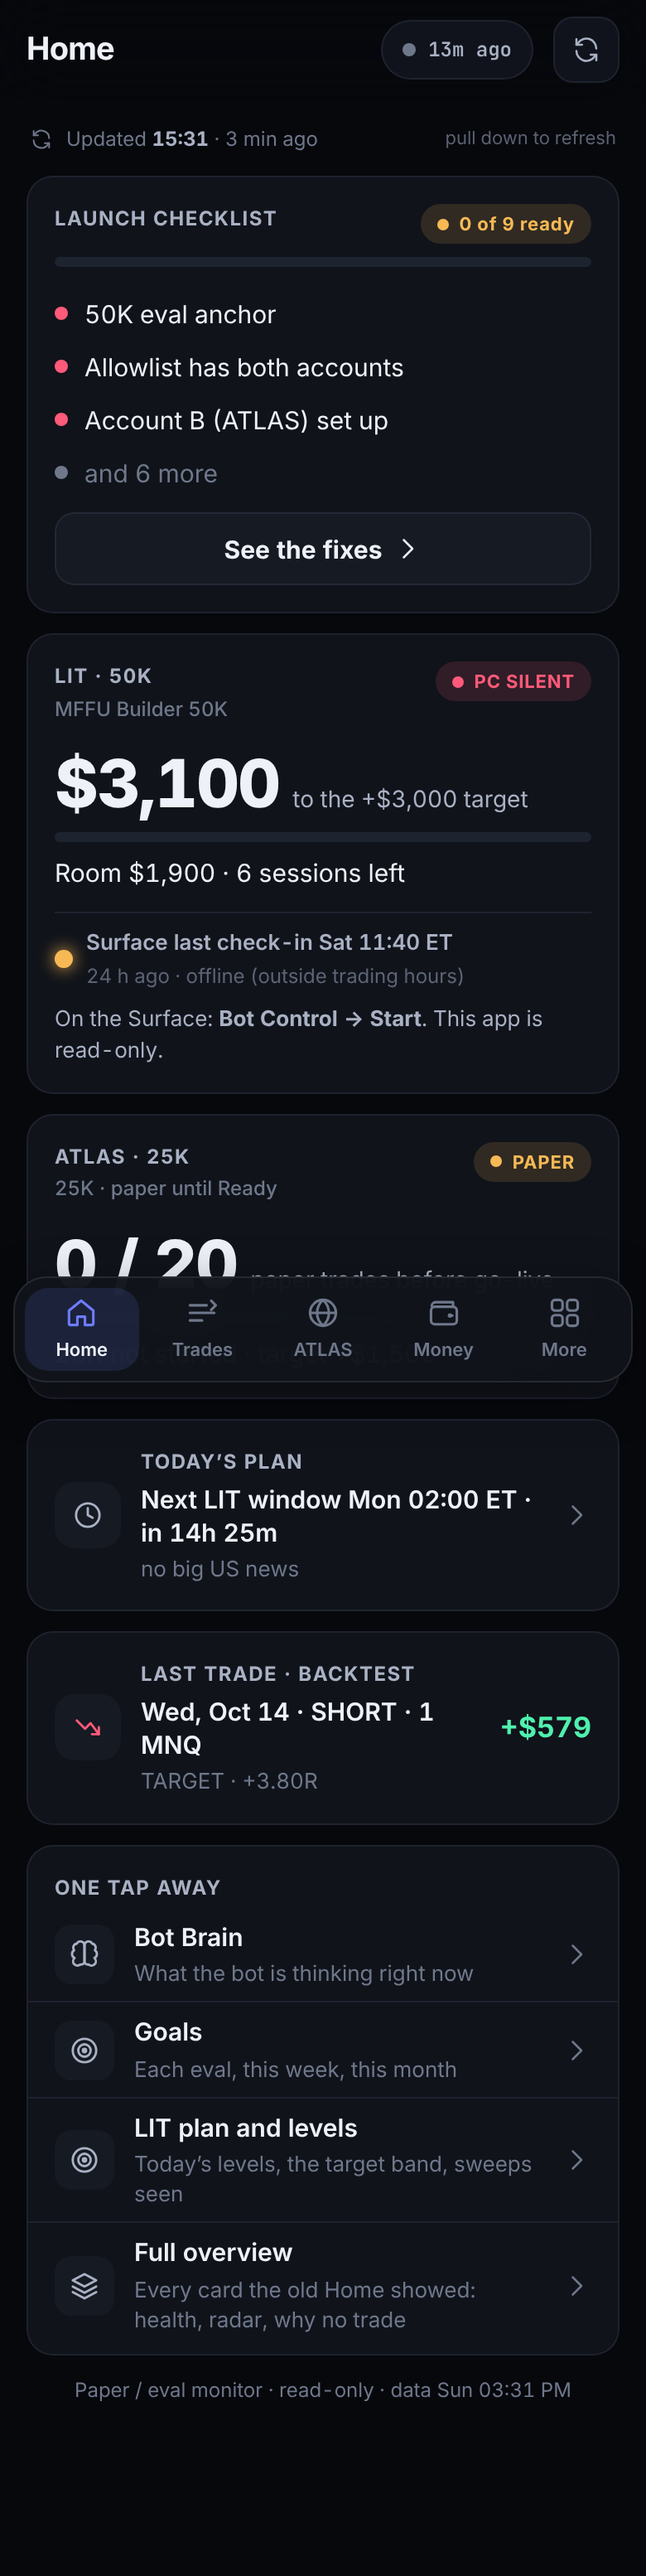 Home
13m ago
Updated 15:31 · 3 min ago
pull down to refresh
LAUNCH CHECKLIST
0 of 9 ready
50K eval anchor
Allowlist has both accounts
Account B (ATLAS) set up
and 6 more
See the fixes
LIT · 50K
PC SILENT
MFFU Builder 50K
$3,100 to the +$3,000 target
Room $1,900 · 6 sessions left
Surface last check-in Sat 11:40 ET
24 h ago · offline (outside trading hours)
On the Surface: Bot Control → Start. This app is
read-only.
ATLAS · 25K
PAPER
25K · paper until Ready
0 / 20 paper trades before go-live
Home
Trades
ATLAS
Money
More
TODAY’S PLAN
Next LIT window Mon 02:00 ET ·
in 14h 25m
no big US news
LAST TRADE · BACKTEST
Wed, Oct 14 · SHORT · 1
MNQ
+$579
TARGET · +3.80R
ONE TAP AWAY
Bot Brain
What the bot is thinking right now
Goals
Each eval, this week, this month
LIT plan and levels
Today’s levels, the target band, sweeps
seen
Full overview
Every card the old Home showed:
health, radar, why no trade
Paper / eval monitor · read-only · data Sun 03:31 PM